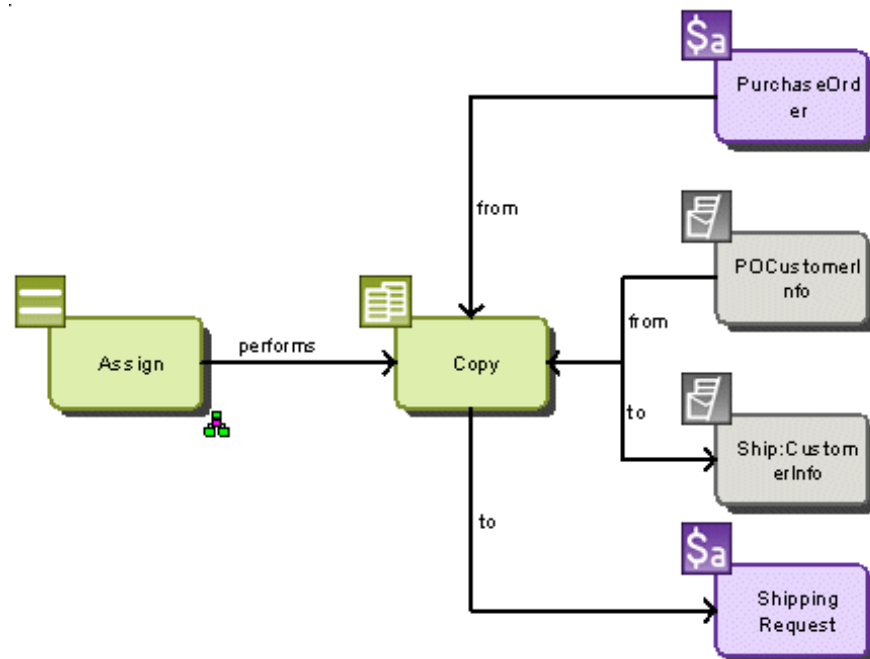 $a
PurchaseOrd
er
from
POCustomerI
nfo
from
performs
Assign
Copy
to
Ship:Custom
erInfo
to
$a
Shipping
Request